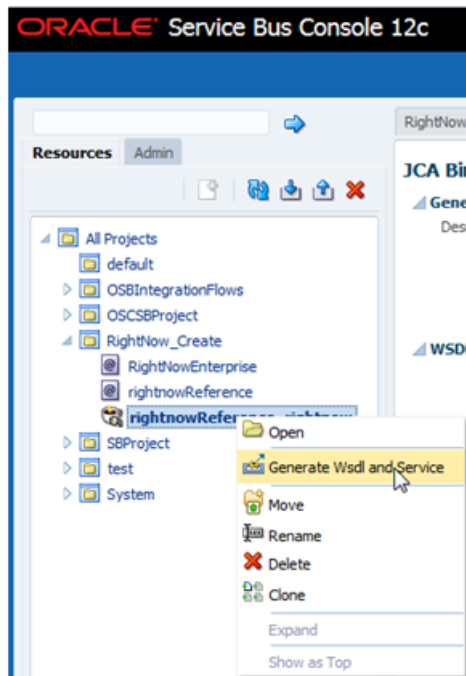 ORACLE Service Bus Console 12c
RightNow
Resources Admin
JCA Bi
Gene
Des
All Projects
default
OSBIntegrationFlows
OSCSBProject
RightNow_Create
WSD
RightNowEnterprise
rightnowReference
rightnowReference_rightnow
SBProject
test
System
Open
Generate Wsdl and Service
Move
Rename
Delete
Clone
Expand
Show as Top